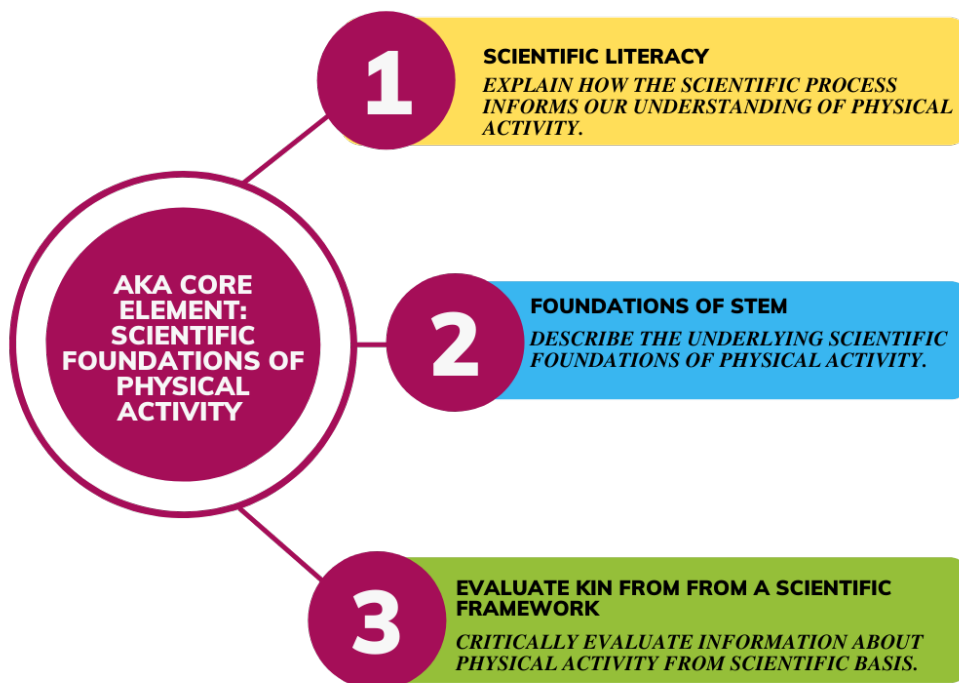 AKA CORE
ELEMENT:
SCIENTIFIC
FOUNDATIONS OF
PHYSICAL
ACTIVITY
1
SCIENTIFIC LITERACY
EXPLAIN HOW THE SCIENTIFIC PROCESS
INFORMS OUR UNDERSTANDING OF PHYSICAL
ACTIVITY.
2
FOUNDATIONS OF STEM
DESCRIBE THE UNDERLYING SCIENTIFIC
FOUNDATIONS OF PHYSICAL ACTIVITY.
3
EVALUATE KIN FROM FROM A SCIENTIFIC
FRAMEWORK
CRITICALLY EVALUATE INFORMATION ABOUT
PHYSICAL ACTIVITY FROM SCIENTIFIC BASIS.